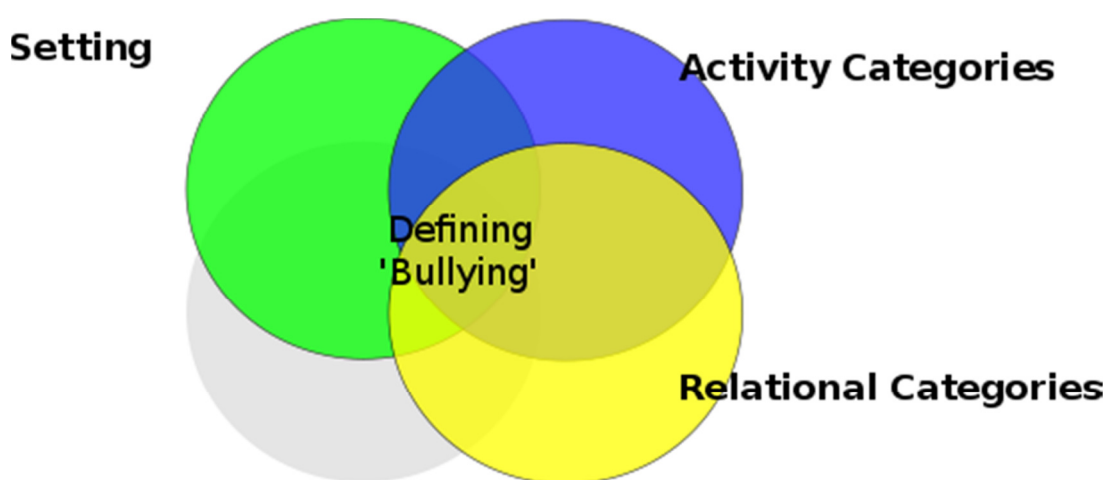 Setting
Activity Categories
Defining
'Bullying'
Relational Categories